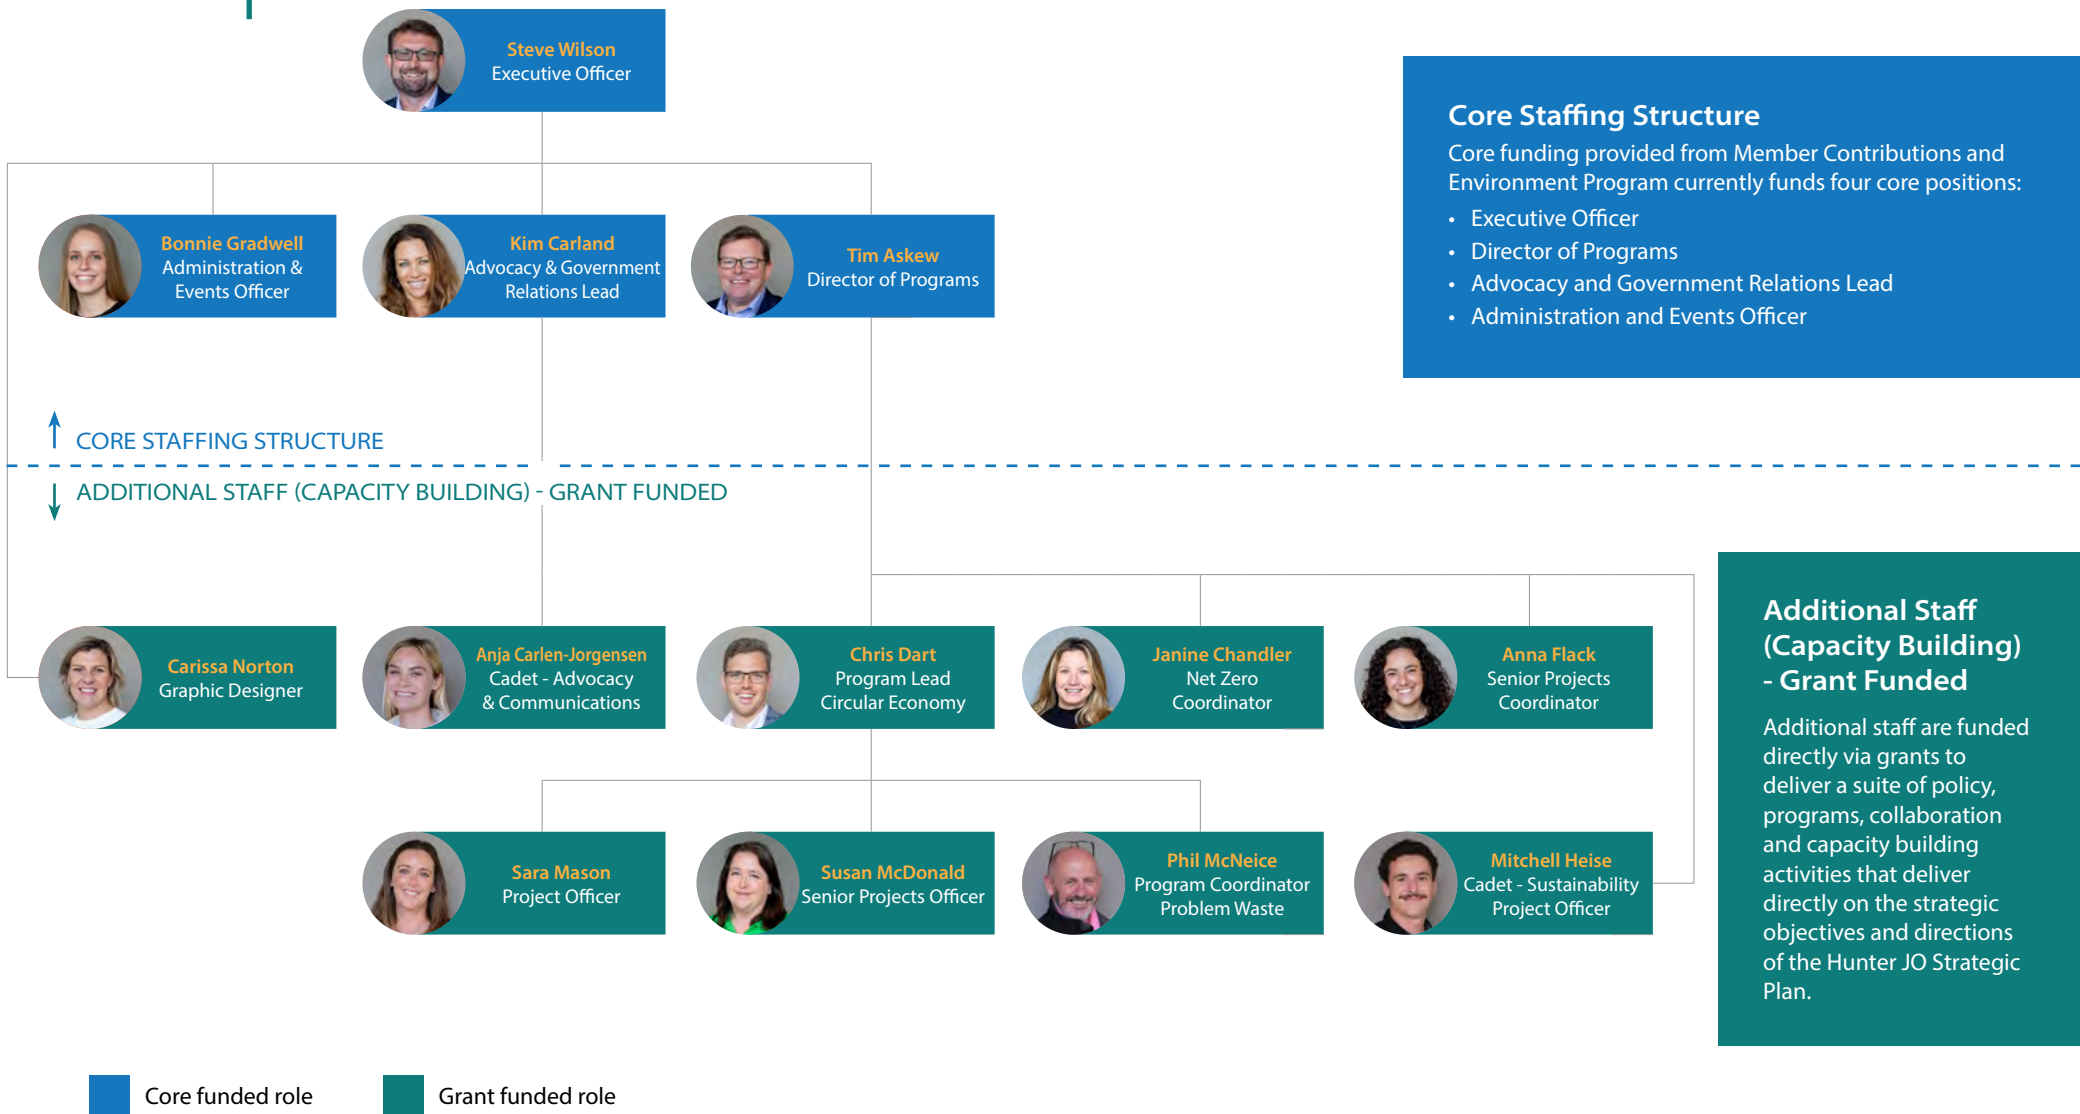 Steve Wilson
Executive Officer
Core Staffing Structure
Core funding provided from Member Contributions and
Environment Program currently funds four core positions:
• Executive Officer
• Director of Programs
• Advocacy and Government Relations Lead
• Administration and Events Officer
Bonnie Gradwell
Administration &
Events Officer
Kim Carland
Advocacy & Government
Relations Lead
Tim Askew
Director of Programs
CORE STAFFING STRUCTURE
ADDITIONAL STAFF (CAPACITY BUILDING) - GRANT FUNDED
Carissa Norton
Graphic Designer
Anja Carlen-Jorgensen
Cadet - Advocacy
& Communications
Chris Dart
Program Lead
Circular Economy
Janine Chandler
Net Zero
Coordinator
Anna Flack
Senior Projects
Coordinator
Additional Staff
(Capacity Building)
- Grant Funded
Additional staff are funded
directly via grants to
deliver a suite of policy,
programs, collaboration
and capacity building
activities that deliver
directly on the strategic
objectives and directions
of the Hunter JO Strategic
Plan.
Sara Mason
Project Officer
Susan McDonald
Senior Projects Officer
Phil McNeice
Program Coordinator
Problem Waste
Mitchell Heise
Cadet - Sustainability
Project Officer
Core funded role
Grant funded role